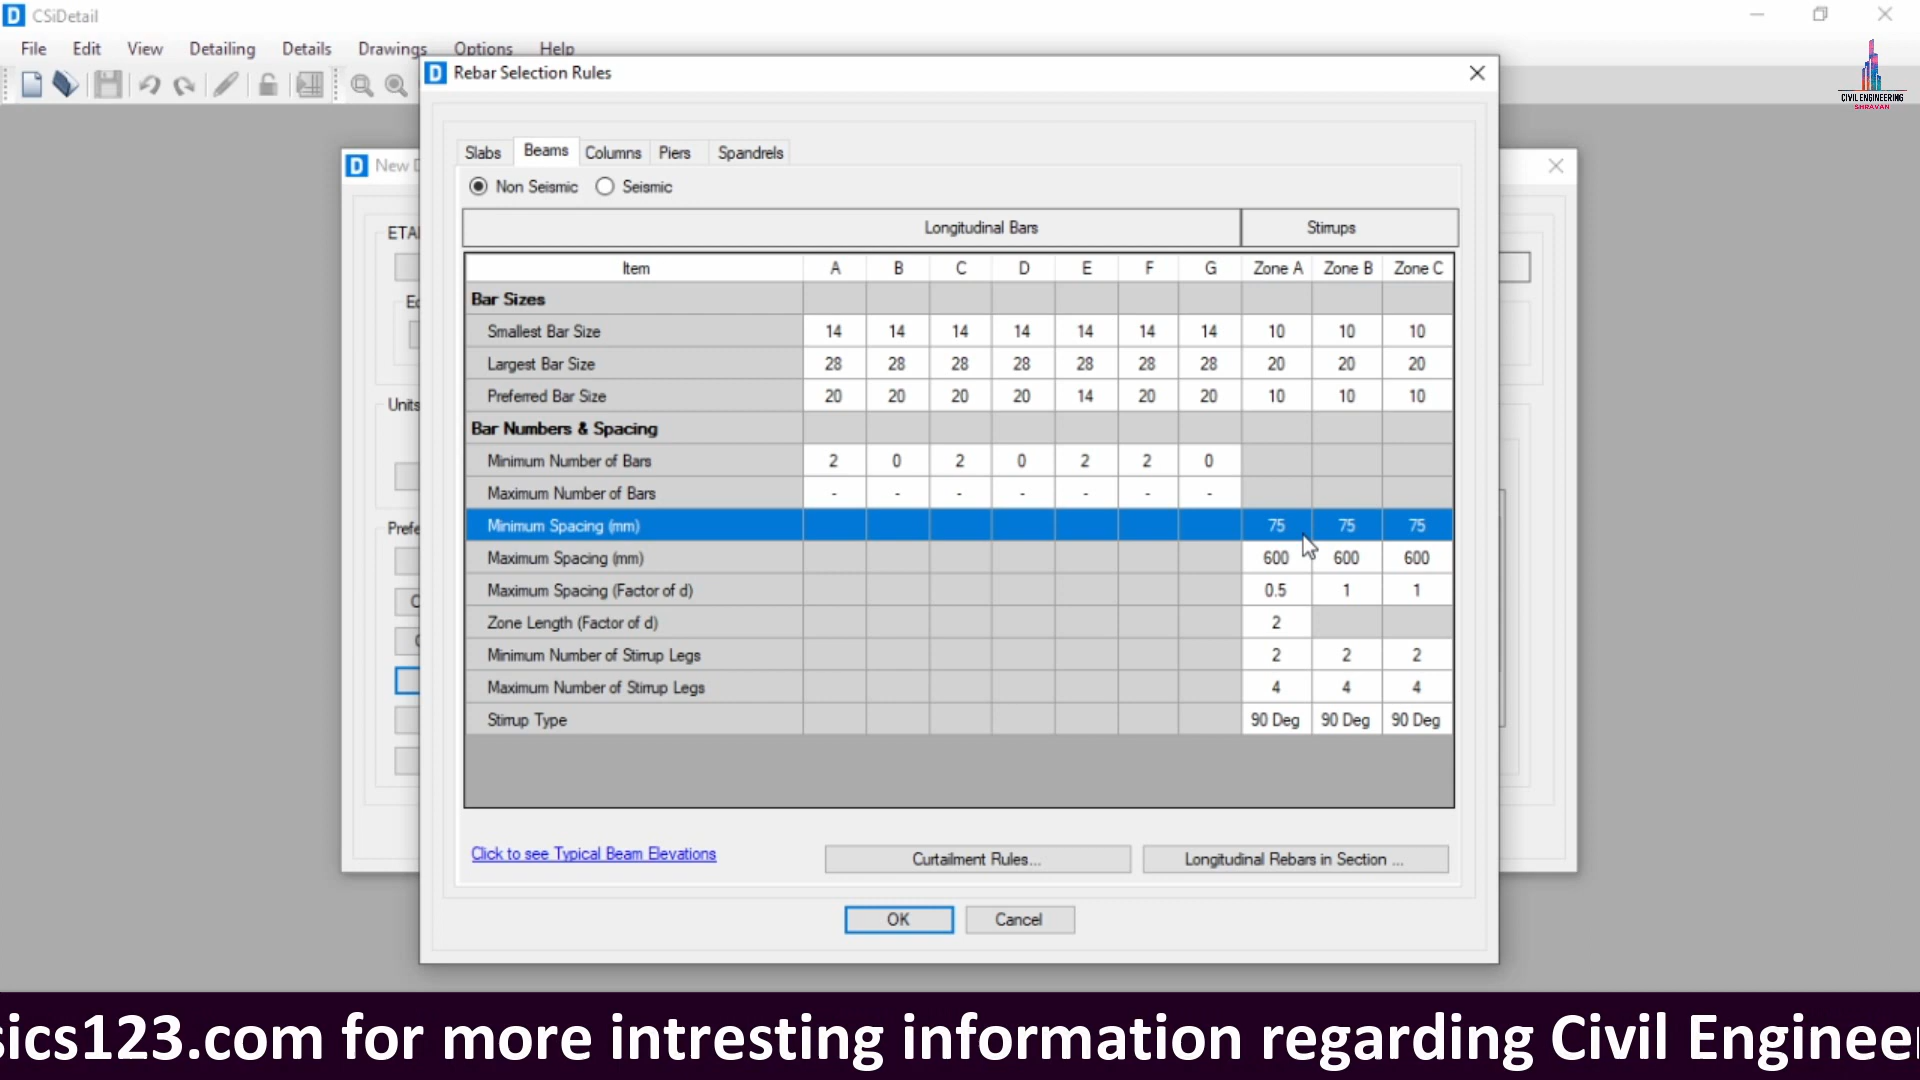 CSiDetail
File Edit View Detailing Details Drawings Options Help
Rebar Selection Rules
CIVIL ENGINEERING
SHRAVAN
Slabs Beams Columns Piers Spandrels
New D
Non Seismic Seismic
Longitudinal Bars Stirrups
ETAI
Item A B C D E F G Zone A Zone B Zone C
Bar Sizes
Smallest Bar Size 14 14 14 14 14 14 14 10 10 10
Largest Bar Size 28 28 28 28 28 28 28 20 20 20
Preferred Bar Size 20 20 20 20 14 20 20 10 10 10
Units
Bar Numbers & Spacing
Minimum Number of Bars 2 0 2 0 2 2 0
Maximum Number of Bars - - - - - - -
Minimum Spacing (mm) 75 75 75
Prefe
Maximum Spacing (mm) 600 600 600
Maximum Spacing (Factor of d) 0.5 1 1
Zone Length (Factor of d) 2
Minimum Number of Stirrup Legs 2 2 2
Maximum Number of Stirrup Legs 4 4 4
Stirrup Type 90 Deg 90 Deg 90 Deg
Click to see Typical Beam Elevations Curtailment Rules... Longitudinal Rebars in Section ...
OK Cancel
sics123.com for more intresting information regarding Civil Enginee